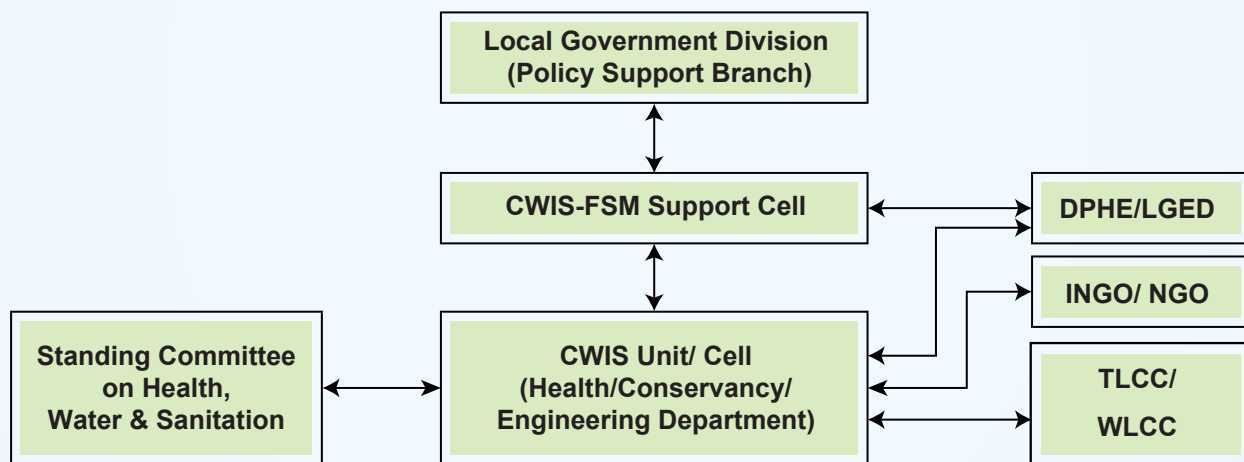 Local Government Division
(Policy Support Branch)
CWIS-FSM Support Cell
DPHE/LGED
INGO/ NGO
Standing Committee
on Health,
Water & Sanitation
CWIS Unit/ Cell
(Health/Conservancy/
Engineering Department)
TLCC/
WLCC